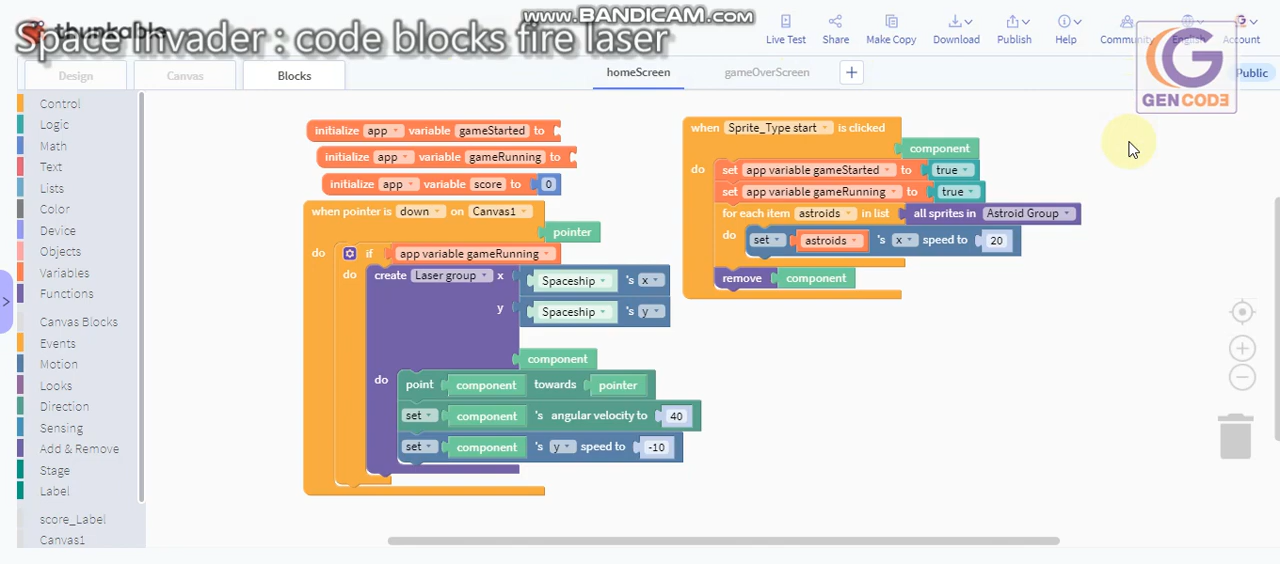 www.BANDICAM.com
thunkable
Space Invader : code blocks fire laser
Live Test
Share
Make Copy
Download
Publish
Help
Community
English
Account
G
GENCODE
Public
Design
Canvas
Blocks
homeScreen
gameOverScreen
+
Control
Logic
Math
Text
Lists
Color
Device
Objects
Variables
Functions
Canvas Blocks
Events
Motion
Looks
Direction
Sensing
Add & Remove
Stage
Label
score_Label
Canvas1
initialize app variable gameStarted to
initialize app variable gameRunning to
initialize app variable score to 0
when pointer is down on Canvas1
pointer
do if app variable gameRunning
do create Laser group x Spaceship 's x
y Spaceship 's y
component
do point component towards pointer
set component 's angular velocity to 40
set component 's y speed to -10
when Sprite_Type start is clicked
component
do set app variable gameStarted to true
set app variable gameRunning to true
for each item astroids in list all sprites in Astroid Group
do set astroids 's x speed to 20
remove component